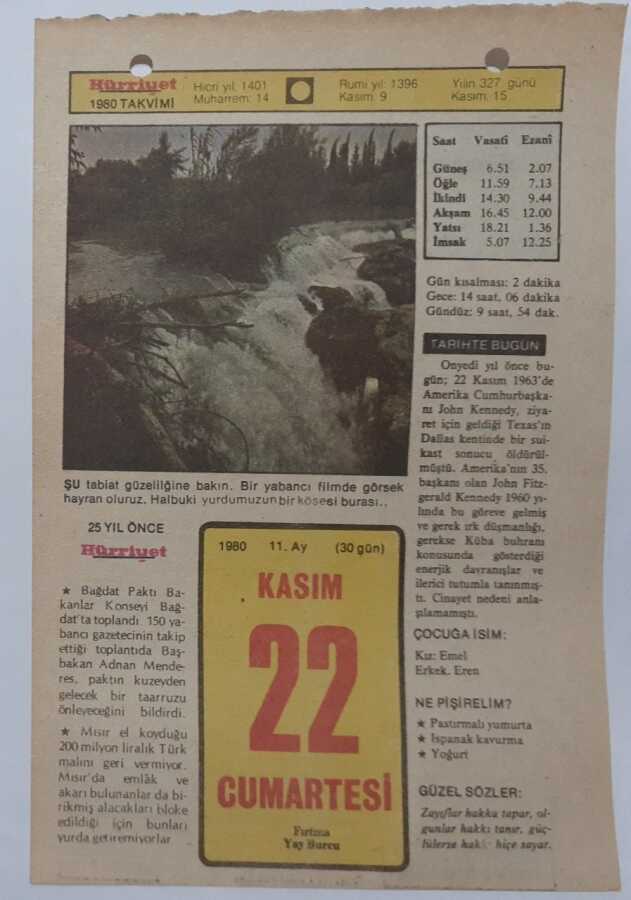 Hürriyet
1980 TAKVİMİ
Hicri yıl: 1401
Muharrem: 14
Rumi yıl: 1396
Kasım: 9
Yılın 327. günü
Kasım: 15
Saat Vasatî Ezanî
Güneş 6.51 2.07
Öğle 11.59 7.13
İkindi 14.30 9.44
Akşam 16.45 12.00
Yatsı 18.21 1.36
İmsak 5.07 12.25
Gün kısalması: 2 dakika
Gece: 14 saat, 06 dakika
Gündüz: 9 saat, 54 dak.
TARİHTE BUGÜN
Onyedi yıl önce bu-
gün; 22 Kasım 1963'de
Amerika Cumhurbaşka-
nı John Kennedy, ziya-
ret için geldiği Texas'ın
Dallas kentinde bir sui-
kast sonucu öldürül-
müştü. Amerika'nın 35.
başkanı olan John Fitz-
gerald Kennedy 1960 yı-
lında bu göreve gelmiş
ve gerek ırk düşmanlığı,
gerekse Küba buhranı
konusunda gösterdiği
enerjik davranışlar ve
ilerici tutumla tanınmış-
tı. Cinayet nedeni anla-
şılamamıştı.
ÇOCUĞA İSİM:
Kız: Emel
Erkek. Eren
NE PİŞİRELİM?
★ Pastırmalı yumurta
★ Ispanak kavurma
★ Yoğurt
GÜZEL SÖZLER:
Zayıflar hakka tapar, ol-
gunlar hakkı tanır, güç-
lülerse hakkı hiçe sayar.
ŞU tabiat güzelilğine bakın. Bir yabancı filmde görsek
hayran oluruz. Halbuki yurdumuzun bir kösesi burası..
25 YIL ÖNCE
Hürriyet
★ Bağdat Paktı Ba-
kanlar Konseyi Bağ-
dat'ta toplandı. 150 ya-
bancı gazetecinin takip
ettiği toplantıda Baş-
bakan Adnan Mende-
res, paktın kuzeyden
gelecek bir taarruzu
önleyeceğini bildirdi.
★ Mısır el koyduğu
200 milyon liralık Türk
malını geri vermiyor.
Mısır'da emlâk ve
akarı bulunanlar da bi-
rikmiş alacakları bloke
edildiği için bunları
yurda getiremiyorlar
1980 11. Ay (30 gün)
KASIM
22
CUMARTESİ
Fırtına
Yay Burcu